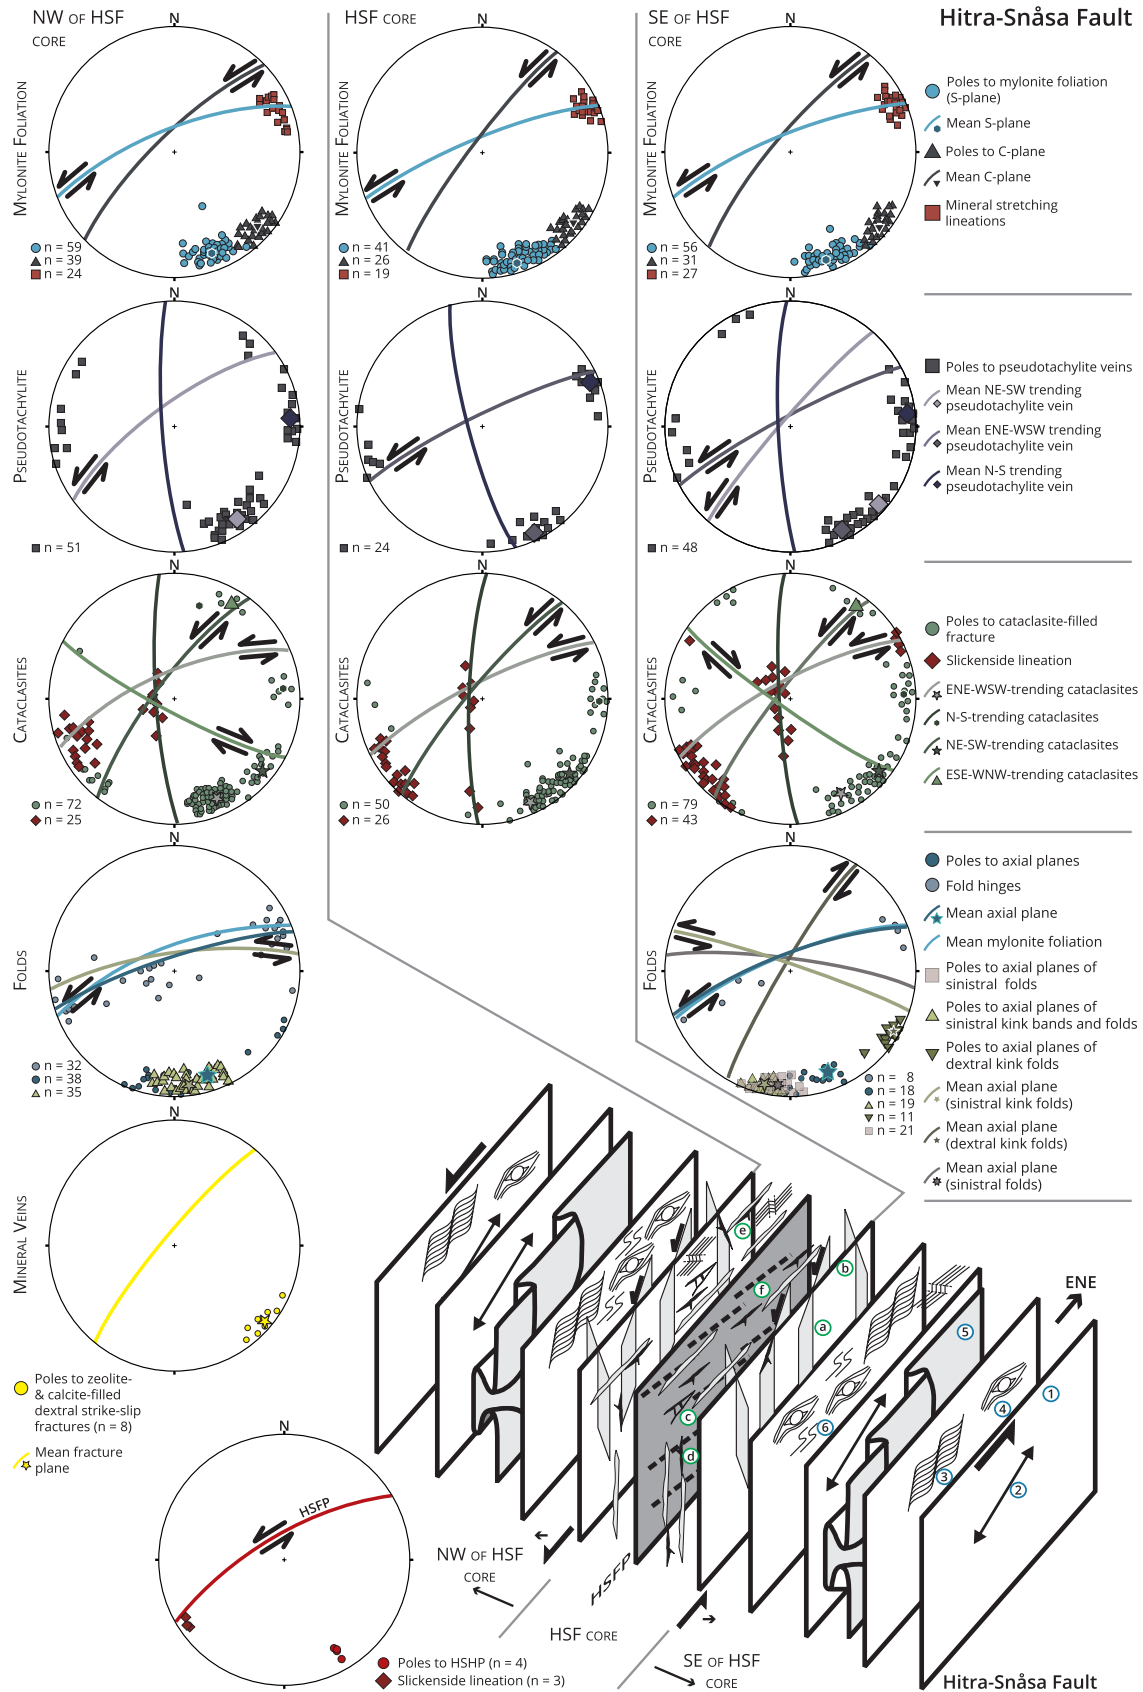 NW OF HSF
CORE
HSF CORE
SE OF HSF
CORE
Hitra-Snåsa Fault
MYLONITE FOLIATION
N
n = 59
n = 39
n = 24
MYLONITE FOLIATION
N
n = 41
n = 26
n = 19
MYLONITE FOLIATION
N
n = 56
n = 31
n = 27
Poles to mylonite foliation
(S-plane)
Mean S-plane
Poles to C-plane
Mean C-plane
Mineral stretching
lineations
PSEUDOTACHYLITE
N
n = 51
PSEUDOTACHYLITE
N
n = 24
PSEUDOTACHYLITE
N
n = 48
Poles to pseudotachylite veins
Mean NE-SW trending
pseudotachylite vein
Mean ENE-WSW trending
pseudotachylite vein
Mean N-S trending
pseudotachylite vein
CATACLASITES
N
n = 72
n = 25
CATACLASITES
N
n = 50
n = 26
CATACLASITES
N
n = 79
n = 43
Poles to cataclasite-filled
fracture
Slickenside lineation
ENE-WSW-trending cataclasites
N-S-trending cataclasites
NE-SW-trending cataclasites
ESE-WNW-trending cataclasites
FOLDS
N
n = 32
n = 38
n = 35
FOLDS
N
n = 8
n = 18
n = 19
n = 11
n = 21
Poles to axial planes
Fold hinges
Mean axial plane
Mean mylonite foliation
Poles to axial planes of
sinistral folds
Poles to axial planes of
sinistral kink bands and folds
Poles to axial planes of
dextral kink folds
Mean axial plane
(sinistral kink folds)
Mean axial plane
(dextral kink folds)
Mean axial plane
(sinistral folds)
MINERAL VEINS
N
Poles to zeolite-
& calcite-filled
dextral strike-slip
fractures (n = 8)
Mean fracture
plane
N
HSFP
Poles to HSHP (n = 4)
Slickenside lineation (n = 3)
e
b
f
a
c
d
ENE
5
1
4
6
3
2
NW OF HSF
CORE
HSFP
HSF CORE
SE OF HSF
CORE
Hitra-Snåsa Fault